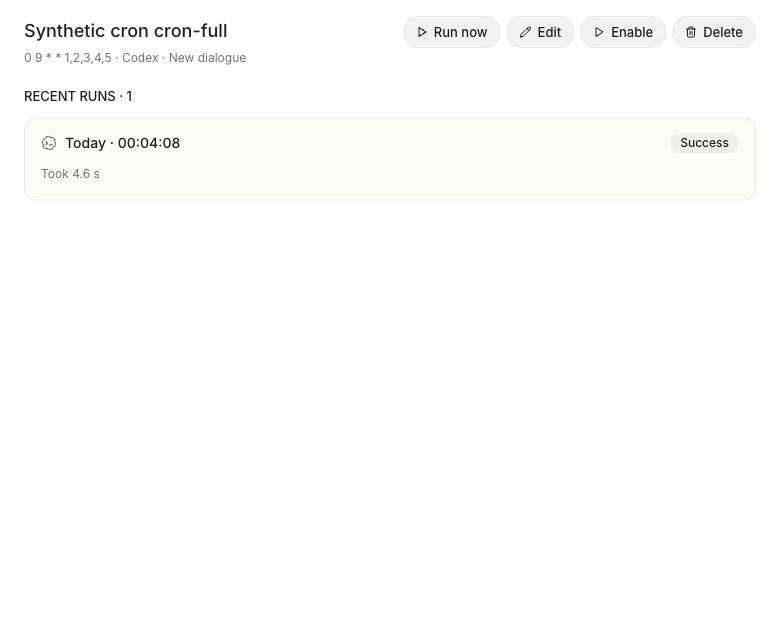 Synthetic cron cron-full
Run now
Edit
Enable
Delete
0 9 * * 1,2,3,4,5 · Codex · New dialogue
RECENT RUNS · 1
Today · 00:04:08
Success
Took 4.6 s